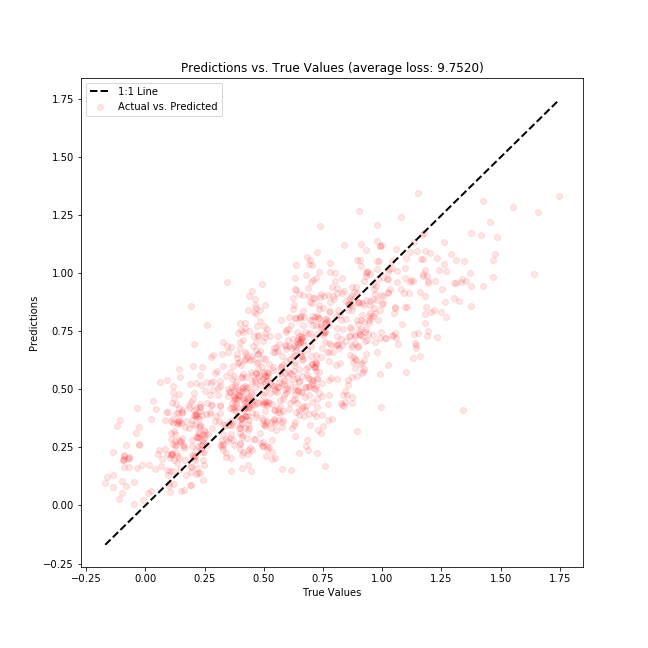 Predictions vs. True Values (average loss: 9.7520)
1:1 Line
Actual vs. Predicted
1.75
1.50
1.25
1.00
0.75
0.50
0.25
0.00
−0.25
Predictions
−0.25 0.00 0.25 0.50 0.75 1.00 1.25 1.50 1.75
True Values